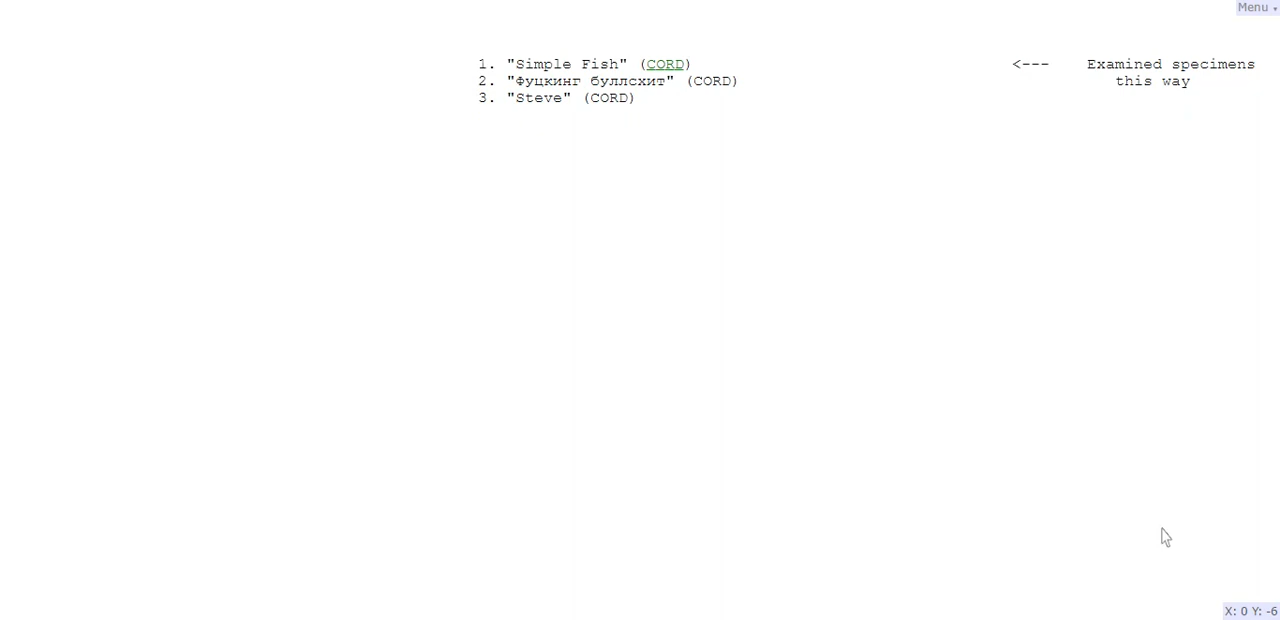 Menu ▾
1. "Simple Fish" (CORD) <--- Examined specimens
2. "Фуцкинг буллсхит" (CORD) this way
3. "Steve" (CORD)
X: 0 Y: -6